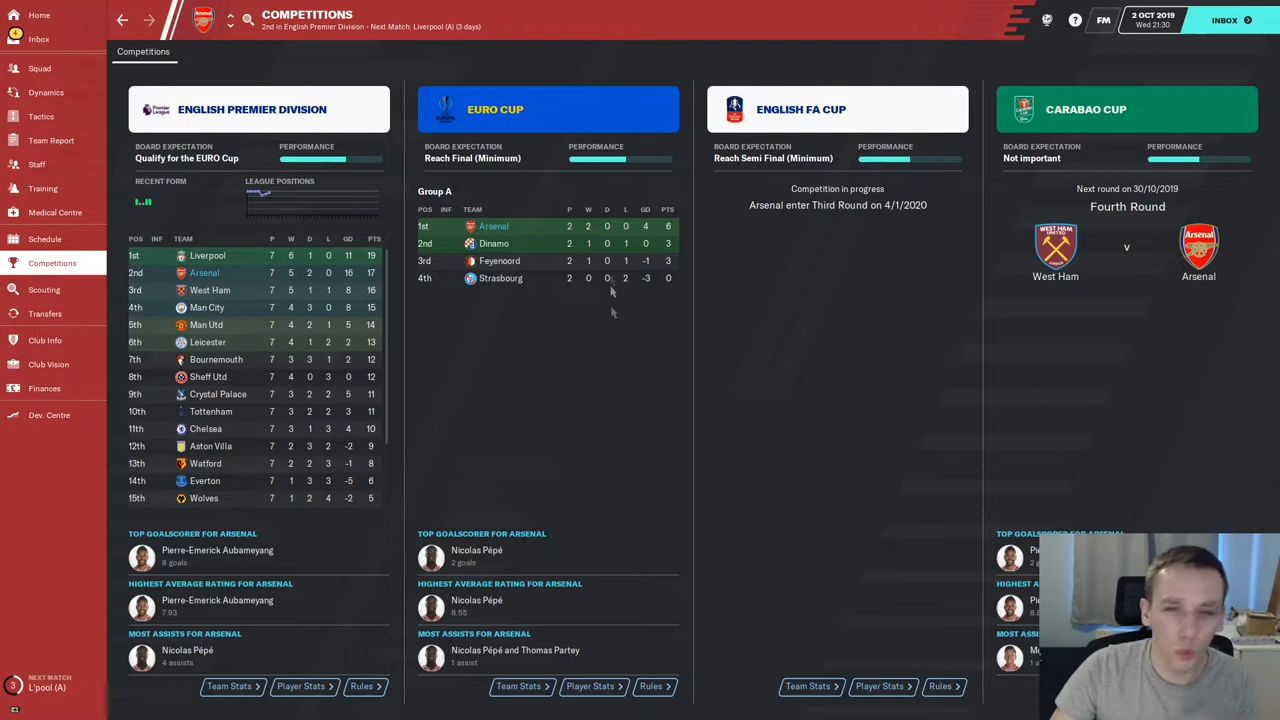 Home
4
Inbox
Squad
Dynamics
Tactics
Team Report
Staff
Training
Medical Centre
Schedule
Competitions
Scouting
Transfers
Club Info
Club Vision
Finances
Dev. Centre
3
NEXT MATCH
L'pool (A)
COMPETITIONS
2nd in English Premier Division - Next Match: Liverpool (A) (3 days)
?
FM
2 OCT 2019
Wed 21:30
INBOX
Competitions
Premier League
ENGLISH PREMIER DIVISION
BOARD EXPECTATION PERFORMANCE
Qualify for the EURO Cup
RECENT FORM LEAGUE POSITIONS
POS INF TEAM P W D L GD PTS
1st Liverpool 7 6 1 0 11 19
2nd Arsenal 7 5 2 0 16 17
3rd West Ham 7 5 1 1 8 16
4th Man City 7 4 3 0 8 15
5th Man Utd 7 4 2 1 5 14
6th Leicester 7 4 1 2 2 13
7th Bournemouth 7 3 3 1 2 12
8th Sheff Utd 7 4 0 3 0 12
9th Crystal Palace 7 3 2 2 5 11
10th Tottenham 7 3 2 2 3 11
11th Chelsea 7 3 1 3 4 10
12th Aston Villa 7 2 3 2 -2 9
13th Watford 7 2 2 3 -1 8
14th Everton 7 1 3 3 -5 6
15th Wolves 7 1 2 4 -2 5
TOP GOALSCORER FOR ARSENAL
Pierre-Emerick Aubameyang
8 goals
HIGHEST AVERAGE RATING FOR ARSENAL
Pierre-Emerick Aubameyang
7.93
MOST ASSISTS FOR ARSENAL
Nicolas Pépé
4 assists
Team Stats Player Stats Rules
EURO CUP
BOARD EXPECTATION PERFORMANCE
Reach Final (Minimum)
Group A
POS INF TEAM P W D L GD PTS
1st Arsenal 2 2 0 0 4 6
2nd Dinamo 2 1 0 1 0 3
3rd Feyenoord 2 1 0 1 -1 3
4th Strasbourg 2 0 0 2 -3 0
TOP GOALSCORER FOR ARSENAL
Nicolas Pépé
2 goals
HIGHEST AVERAGE RATING FOR ARSENAL
Nicolas Pépé
8.55
MOST ASSISTS FOR ARSENAL
Nicolas Pépé and Thomas Partey
1 assist
Team Stats Player Stats Rules
ENGLISH FA CUP
BOARD EXPECTATION PERFORMANCE
Reach Semi Final (Minimum)
Competition in progress
Arsenal enter Third Round on 4/1/2020
Team Stats Player Stats Rules
CARABAO CUP
BOARD EXPECTATION PERFORMANCE
Not important
Next round on 30/10/2019
Fourth Round
v
West Ham Arsenal
TOP GO
Pi
2 g
HIGHES
Pi
8.8
MOST
M
1 a
Team